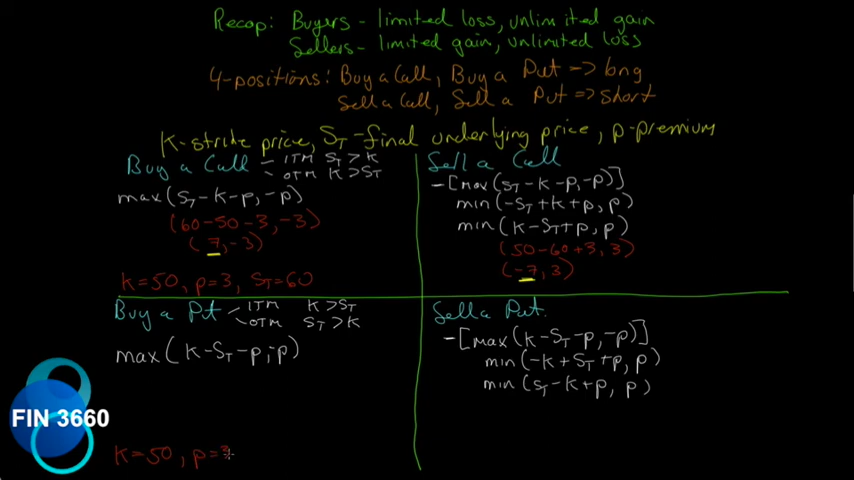 Recap: Buyers - limited loss, unlimited gain
Sellers - limited gain, unlimited loss
4-positions: Buy a Call, Buy a Put => long
Sell a Call, Sell a Put => short
K-strike price, ST-final underlying price, p-premium
Buy a Call - ITM ST > K
- OTM K > ST
max(ST-K-p, -p)
(60-50-3, -3)
(7, -3)
K=50, p=3, ST=60
Sell a Call
-[max(ST-K-p, -p)]
min(-ST+K+p, p)
min(K-ST+p, p)
(50-60+3, 3)
(-7, 3)
Buy a Put - ITM K > ST
- OTM ST > K
max(K-ST-p, -p)
K=50, p=3
Sell a Put
-[max(K-ST-p, -p)]
min(-K+ST+p, p)
min(ST-K+p, p)
FIN 3660